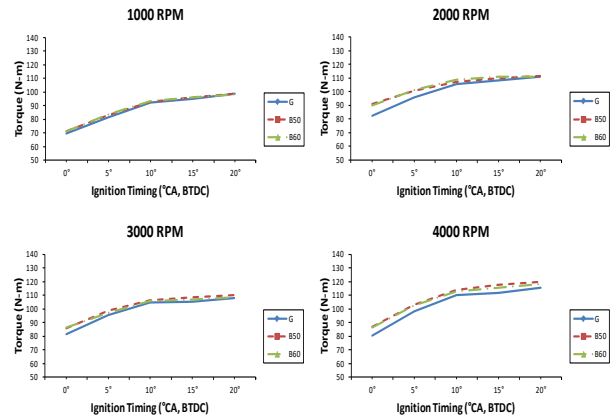 1000 RPM
Torque (N-m)
140
130
120
110
100
90
80
70
60
50
0° 5° 10° 15° 20°
Ignition Timing (°CA, BTDC)
G
B50
B60
2000 RPM
Torque (N-m)
140
130
120
110
100
90
80
70
60
50
0° 5° 10° 15° 20°
Ignition Timing (°CA, BTDC)
G
B50
B60
3000 RPM
Torque (N-m)
140
130
120
110
100
90
80
70
60
50
0° 5° 10° 15° 20°
Ignition Timing (°CA, BTDC)
G
B50
B60
4000 RPM
Torque (N-m)
140
130
120
110
100
90
80
70
60
50
0° 5° 10° 15° 20°
Ignition Timing (°CA, BTDC)
G
B50
B60